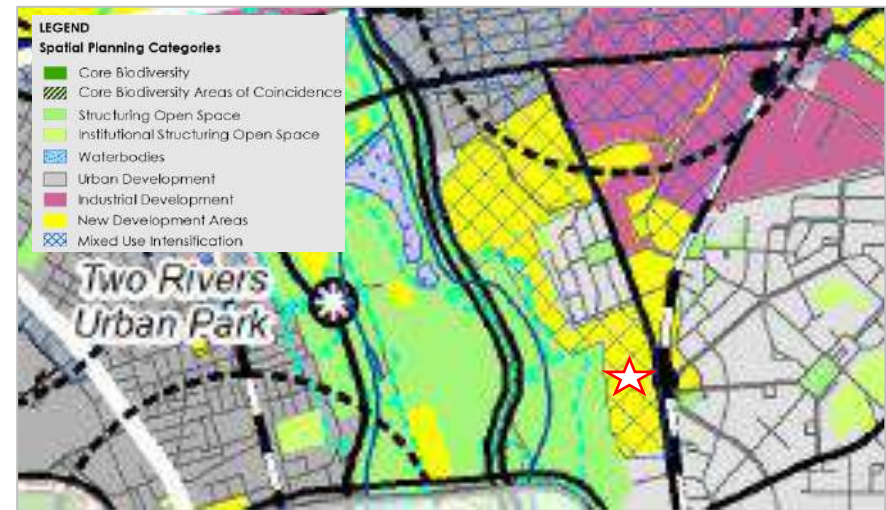 LEGEND
Spatial Planning Categories
Core Biodiversity
Core Biodiversity Areas of Coincidence
Structuring Open Space
Institutional Structuring Open Space
Waterbodies
Urban Development
Industrial Development
New Development Areas
Mixed Use Intensification
Two Rivers
Urban Park